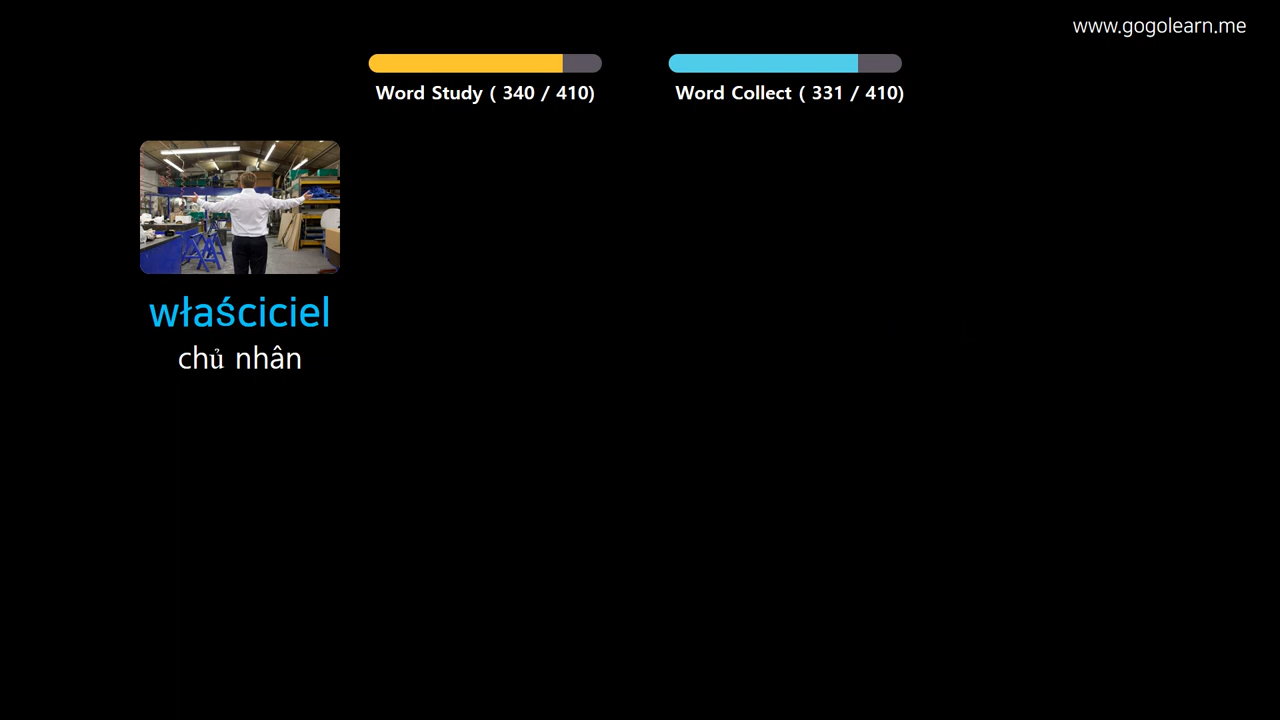 www.gogolearn.me
Word Study ( 340 / 410)
Word Collect ( 331 / 410)
właściciel
chủ nhân